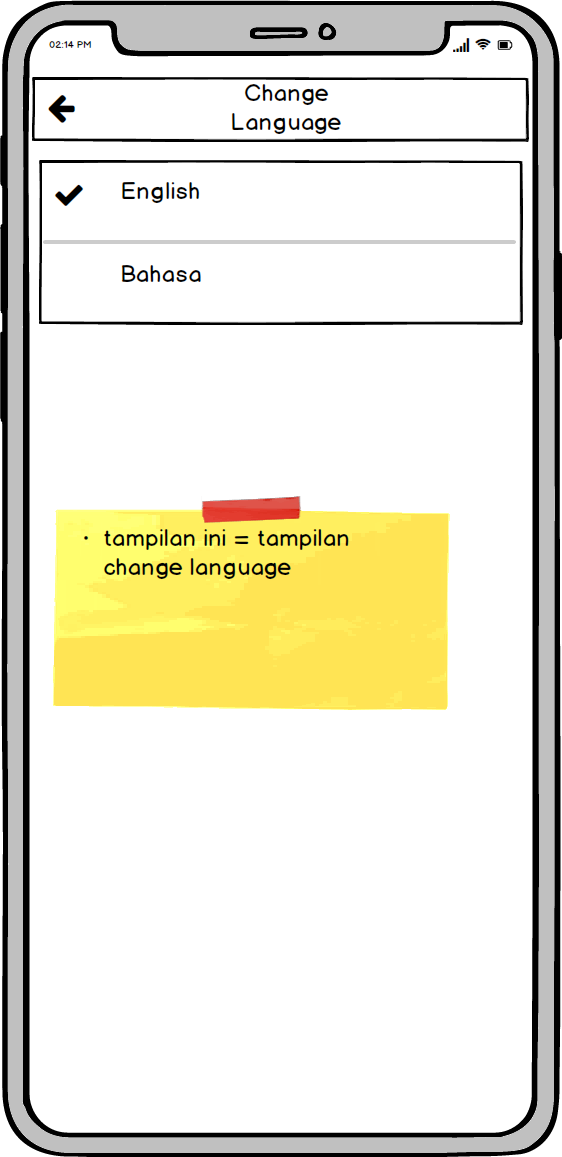 02:14 PM
Change
Language
English
Bahasa
• tampilan ini = tampilan
change language